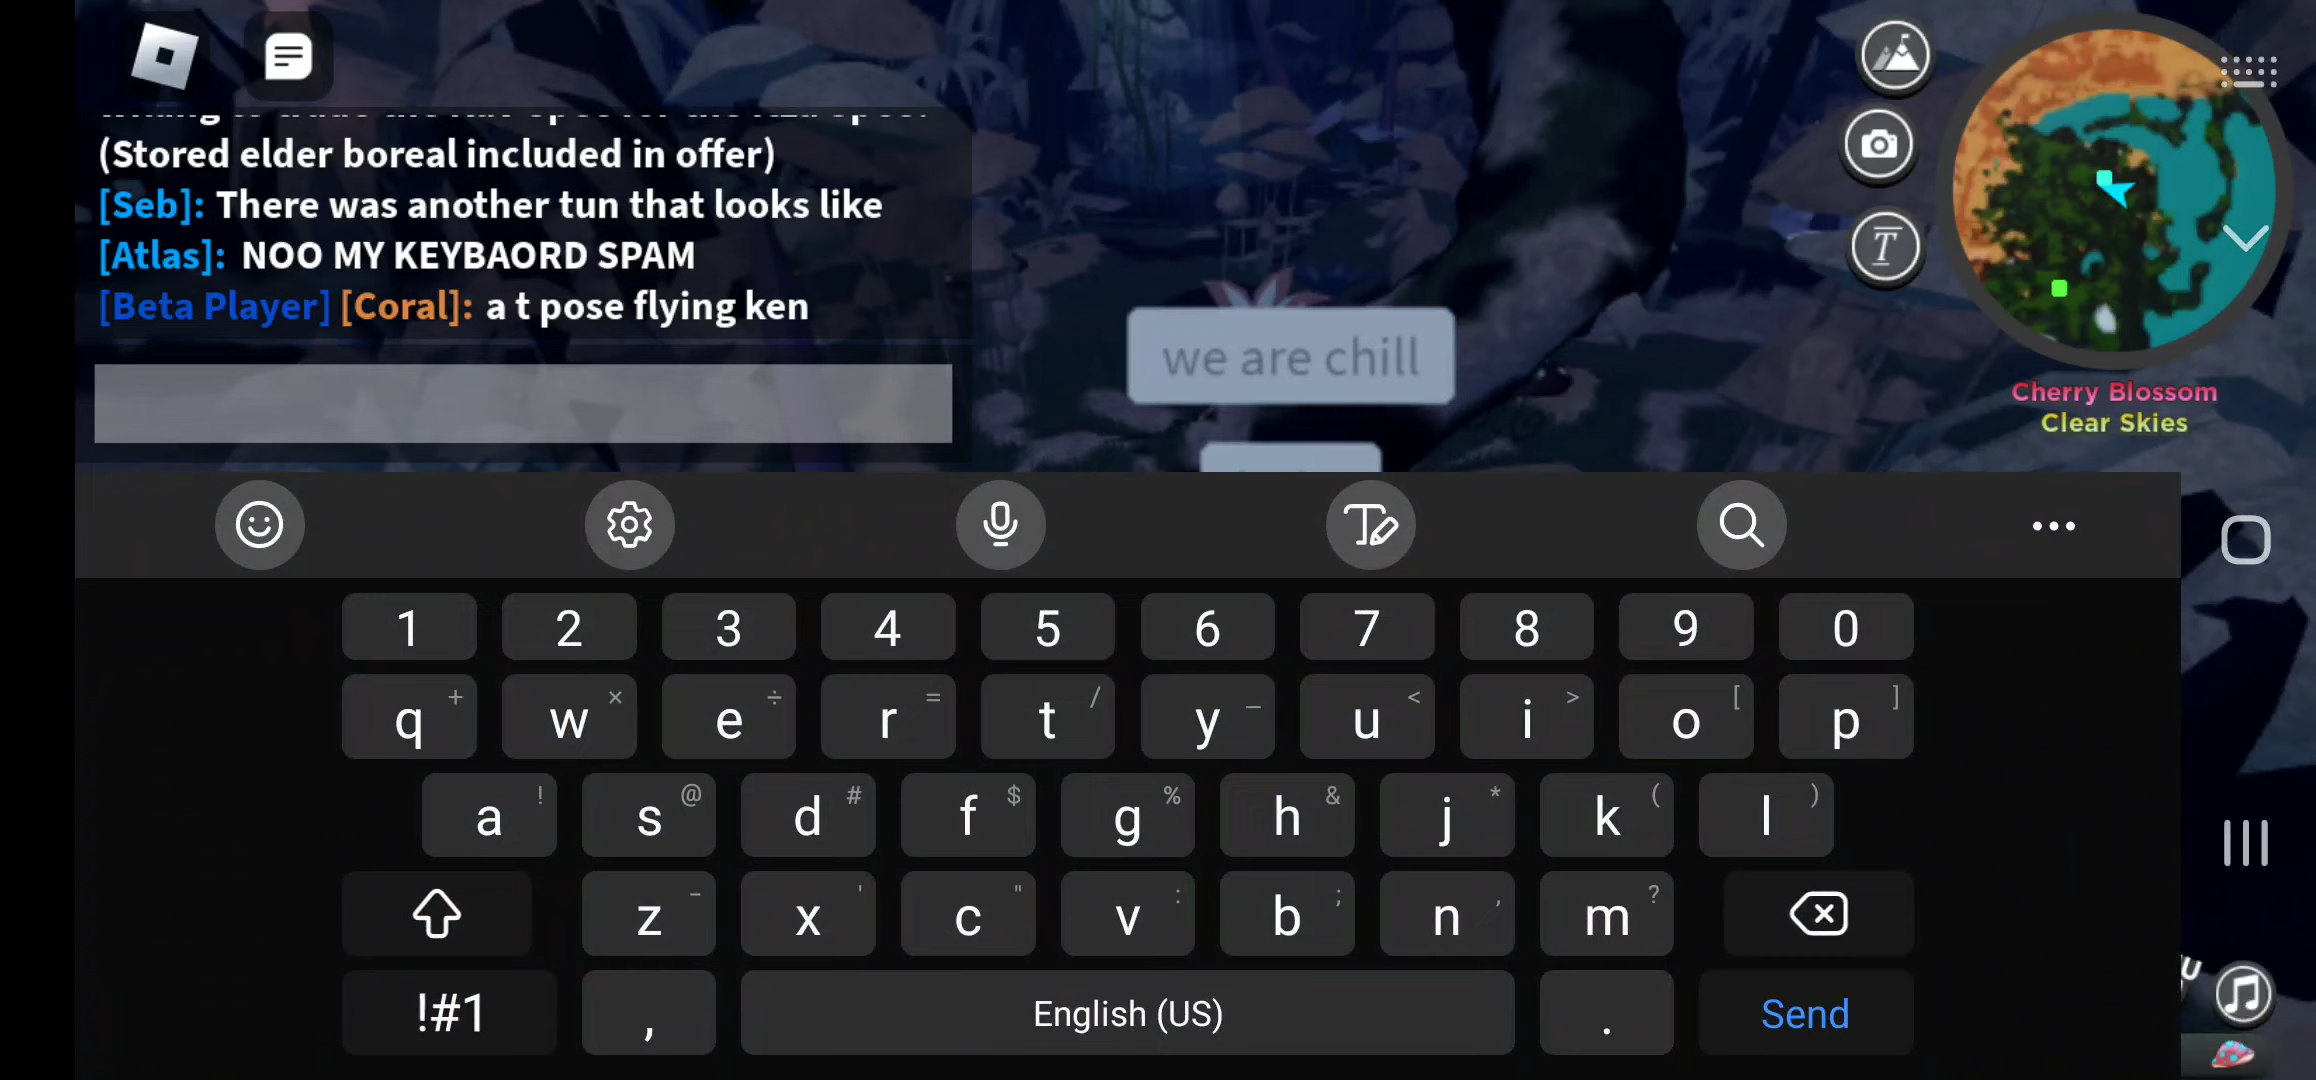 (Stored elder boreal included in offer)
[Seb]: There was another tun that looks like
[Atlas]: NOO MY KEYBAORD SPAM
[Beta Player] [Coral]: a t pose flying ken
we are chill
Cherry Blossom
Clear Skies
1 2 3 4 5 6 7 8 9 0
q + w × e ÷ r = t / y _ u < i > o [ p ]
a ! s @ d # f $ g % h & j * k ( l )
z - x ' c " v : b ; n , m ?
!#1 , English (US) . Send